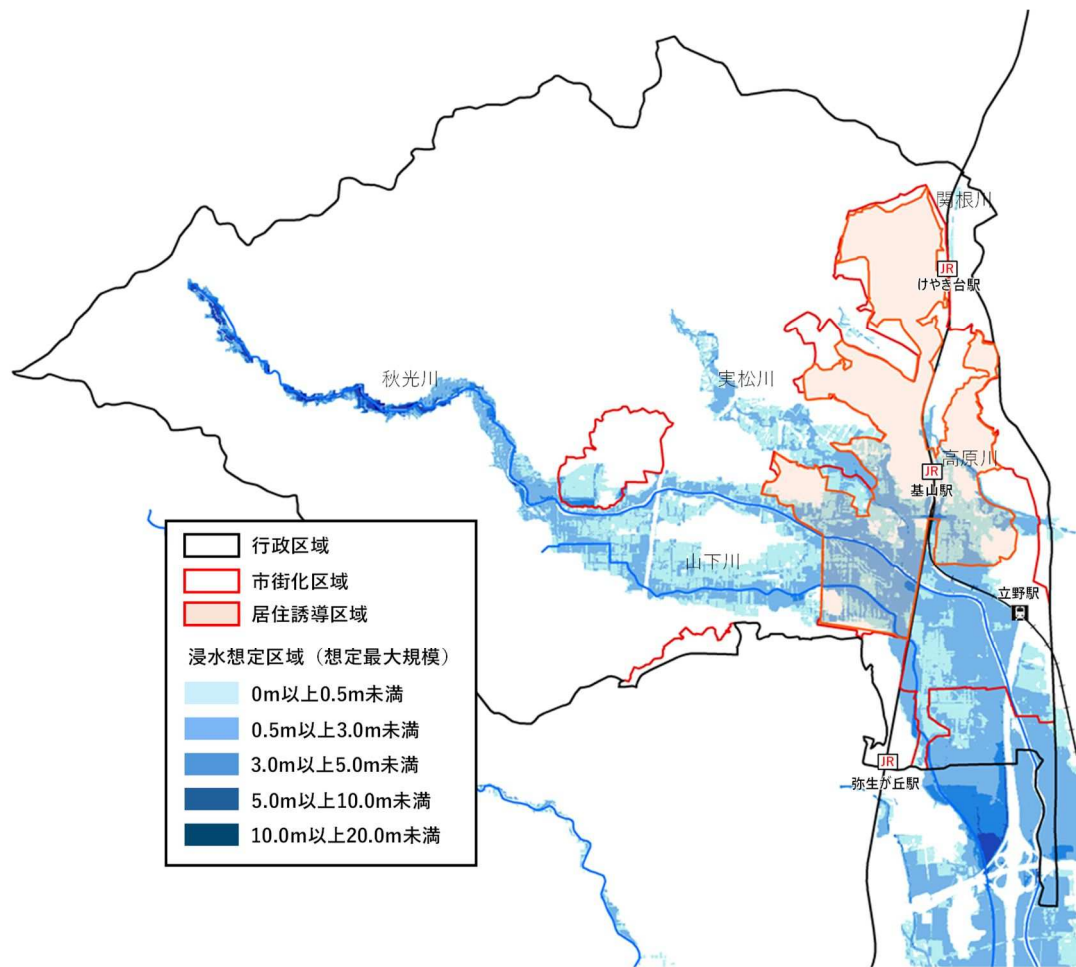 関根川
JR
けやき台駅
秋光川
実松川
高原川
JR
基山駅
山下川
立野駅
JR
弥生が丘駅
行政区域
市街化区域
居住誘導区域
浸水想定区域（想定最大規模）
0m以上0.5m未満
0.5m以上3.0m未満
3.0m以上5.0m未満
5.0m以上10.0m未満
10.0m以上20.0m未満